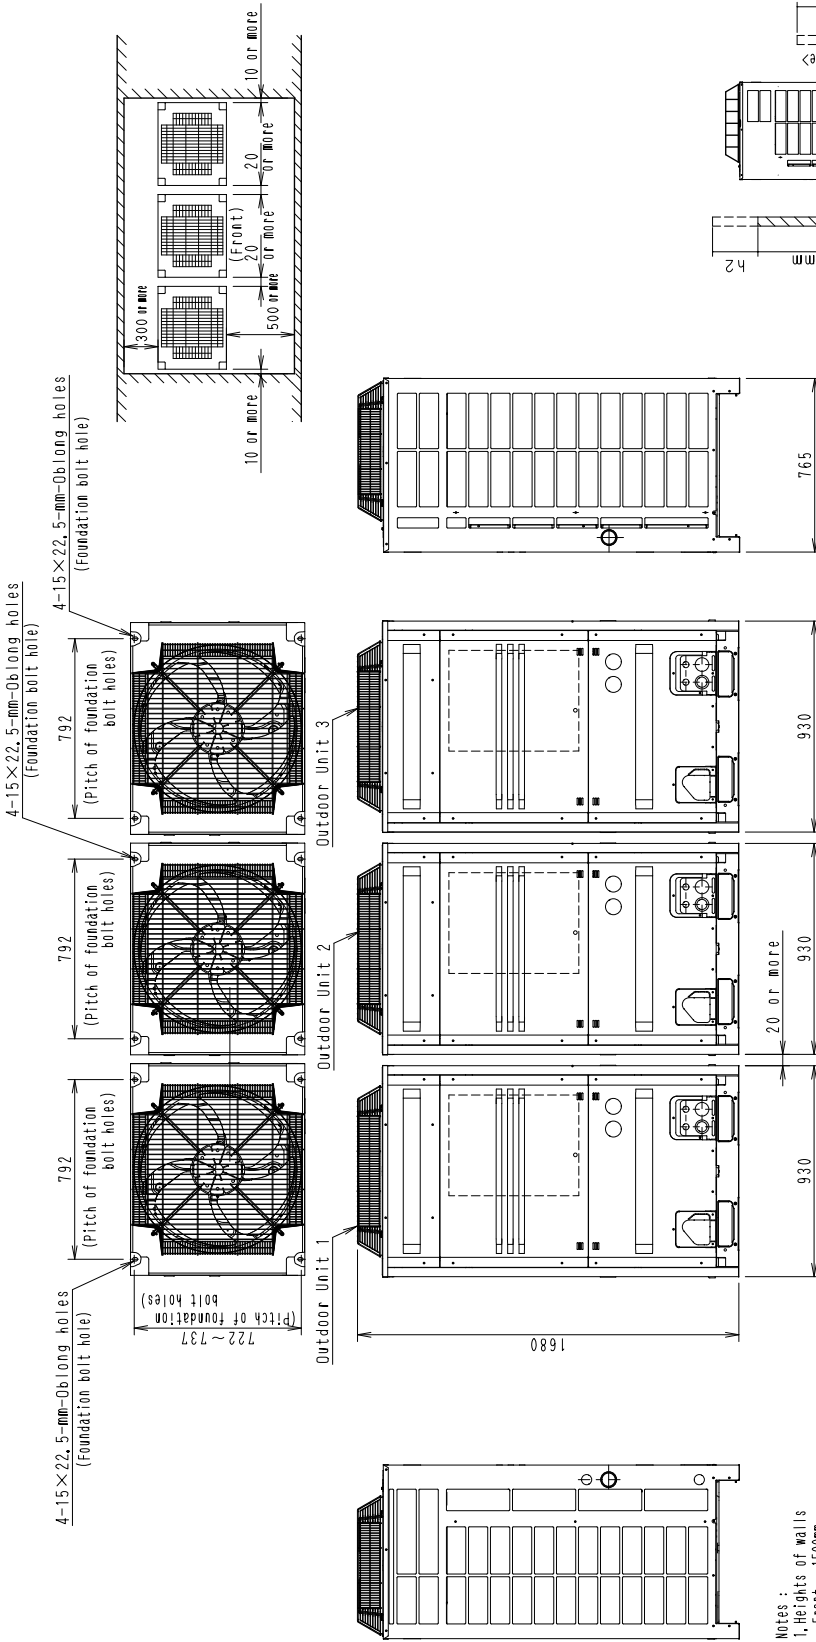 4-15×22.5-mm-Oblong holes
(Foundation bolt hole)
4-15×22.5-mm-Oblong holes
(Foundation bolt hole)
4-15×22.5-mm-Oblong holes
(Foundation bolt hole)
792
(Pitch of foundation
bolt holes)
792
(Pitch of foundation
bolt holes)
792
(Pitch of foundation
bolt holes)
722~737
(Pitch of foundation
bolt holes)
Outdoor Unit 1
Outdoor Unit 2
Outdoor Unit 3
1680
930
20 or more
930
930
765
10 or more
300 or more
500 or more
20
or more
(Front)
20
or more
10 or more
h2
mm
e>
Notes :
1. Heights of walls